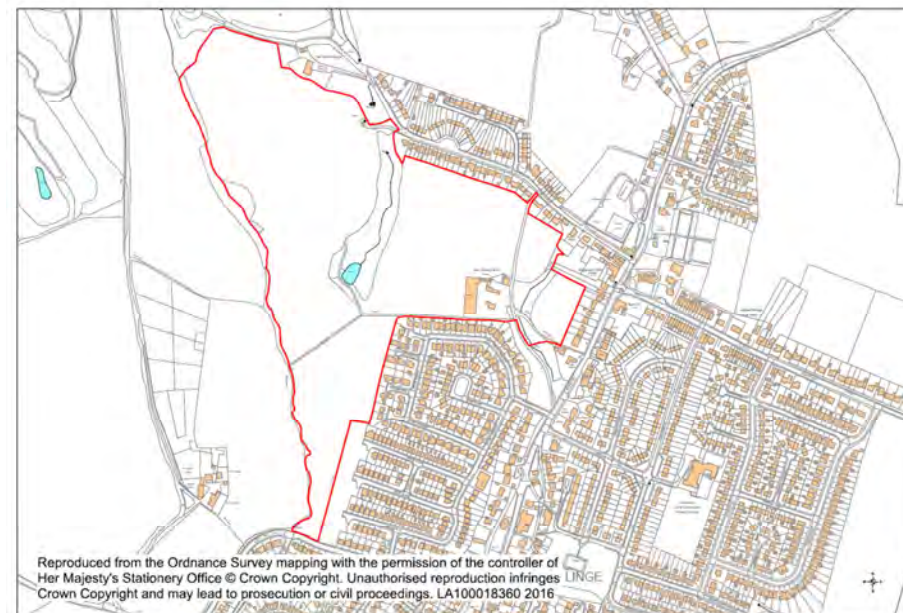 LINGE
Reproduced from the Ordnance Survey mapping with the permission of the controller of
Her Majesty's Stationery Office © Crown Copyright. Unauthorised reproduction infringes
Crown Copyright and may lead to prosecution or civil proceedings. LA100018360 2016